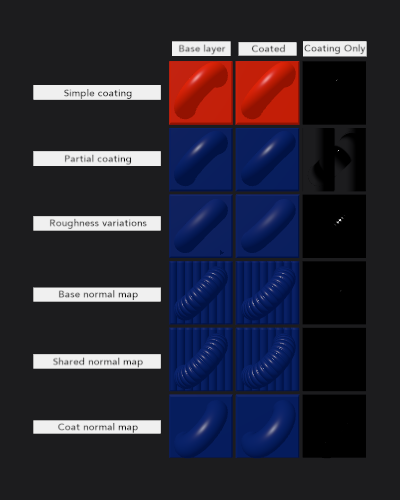 Base layer Coated Coating Only
Simple coating
Partial coating
Roughness variations
Base normal map
Shared normal map
Coat normal map